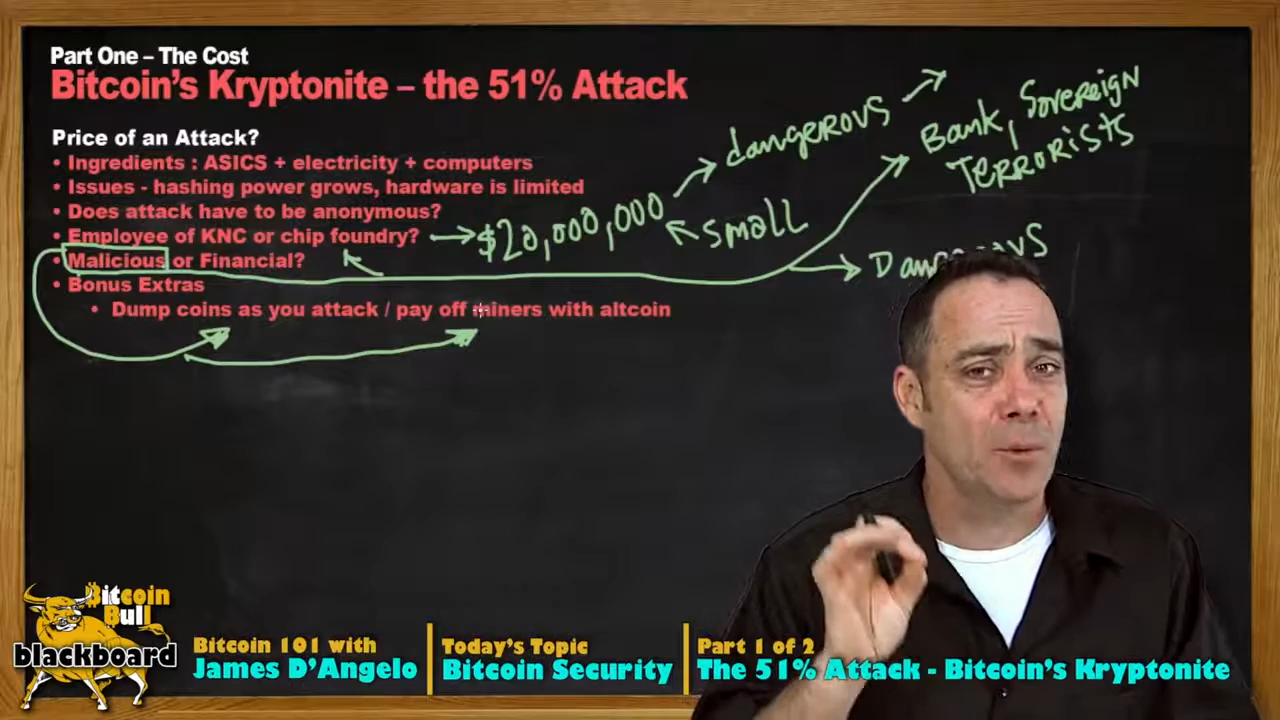 Part One – The Cost
Bitcoin's Kryptonite – the 51% Attack
Price of an Attack?
• Ingredients : ASICS + electricity + computers
• Issues - hashing power grows, hardware is limited
• Does attack have to be anonymous?
• Employee of KNC or chip foundry?
• Malicious or Financial?
• Bonus Extras
• Dump coins as you attack / pay off miners with altcoin
$20,000,000
dangerous
small
Bank, Sovereign
Terrorists
Bitcoin
Bull
blackboard
Bitcoin 101 with
James D'Angelo
Today's Topic
Bitcoin Security
Part 1 of 2
The 51% Attack - Bitcoin's Kryptonite